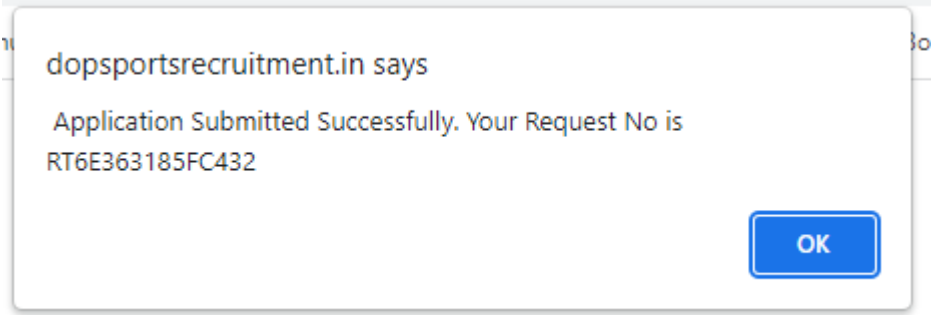 dopsportsrecruitment.in says
Application Submitted Successfully. Your Request No is
RT6E363185FC432
OK